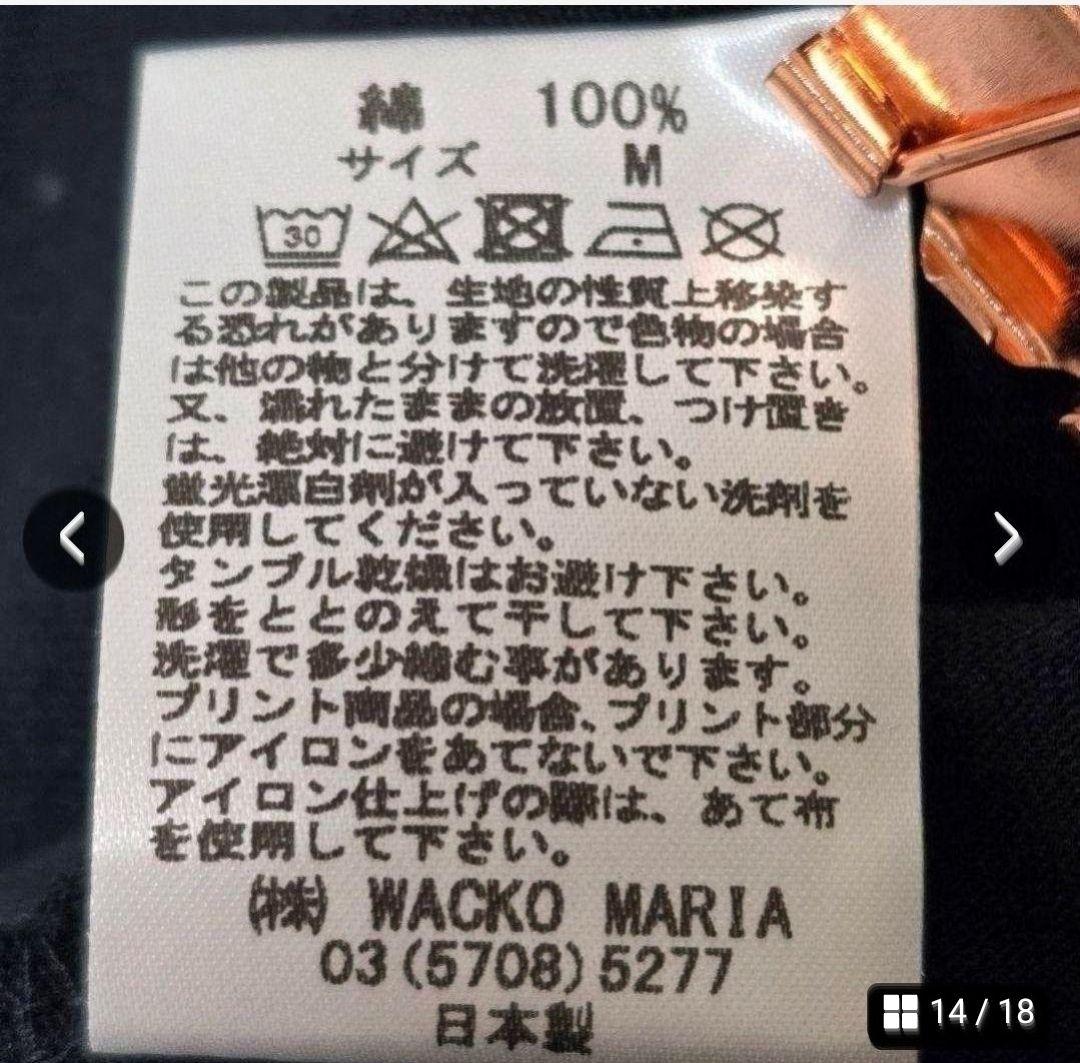 綿 100%
サイズ M
30
この製品は、生地の性質上移染す
る恐れがありますので色物の場合
は他の物と分けて洗濯して下さい。
又、濡れたままの放置、つけ置き
は、絶対に避けて下さい。
蛍光漂白剤が入っていない洗剤を
使用してください。
タンブル乾燥はお避け下さい。
形をととのえて干して下さい。
洗濯で多少縮む事があります。
プリント商品の場合、プリント部分
にアイロンをあてないで下さい。
アイロン仕上げの際は、あて布
を使用して下さい。
㈱ WACKO MARIA
03(5708)5277
日本製
14 / 18